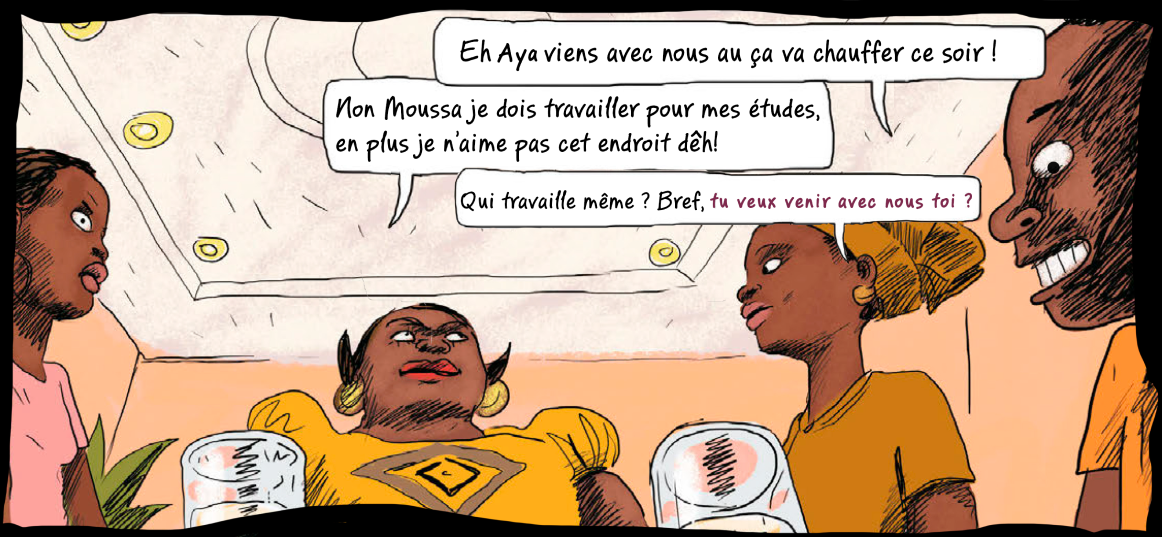 Eh Aya viens avec nous au ça va chauffer ce soir !
Non Moussa je dois travailler pour mes études,
en plus je n'aime pas cet endroit dêh!
Qui travaille même ? Bref, tu veux venir avec nous toi ?